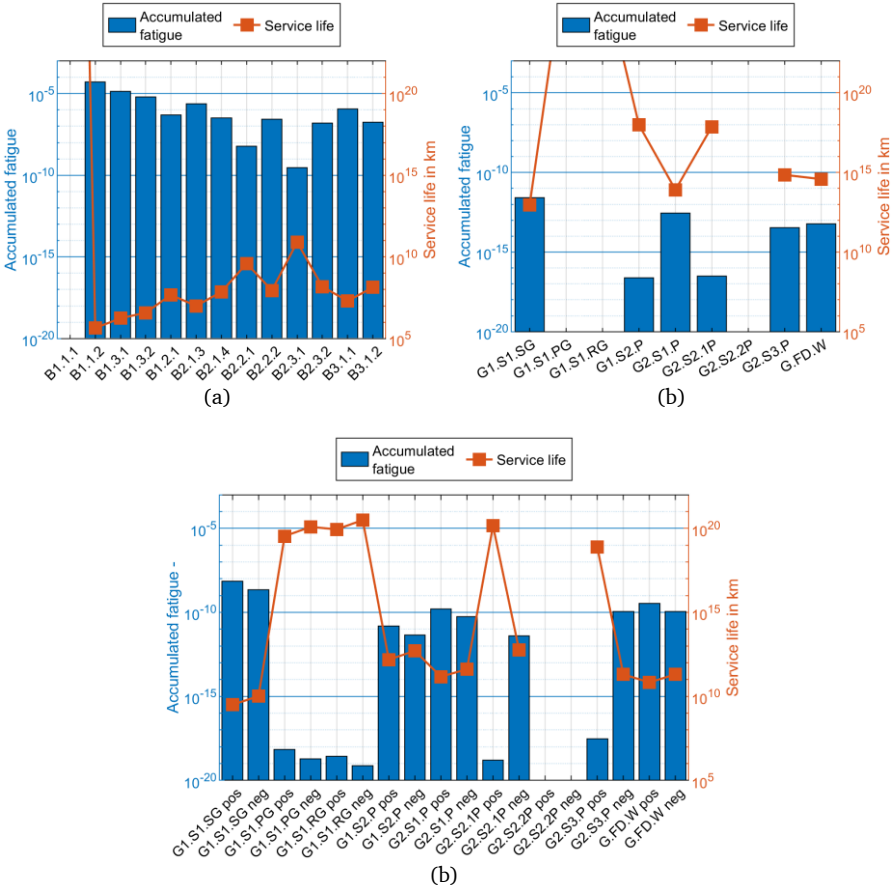 Accumulated
fatigue
Service life
Accumulated
fatigue
Service life
Accumulated fatigue
10^-5
10^-10
10^-15
10^-20
10^20
10^15
10^10
10^5
Service life in km
B1.1.1
B1.1.2
B1.3.1
B1.3.2
B1.2.1
B2.1.3
B2.1.4
B2.2.1
B2.2.2
B2.3.1
B2.3.2
B3.1.1
B3.1.2
(a)
Accumulated fatigue
10^-5
10^-10
10^-15
10^-20
10^20
10^15
10^10
10^5
Service life in km
G1.S1.SG
G1.S1.PG
G1.S1.RG
G1.S2.P
G2.S1.P
G2.S2.1P
G2.S2.2P
G2.S3.P
G.FD.W
(b)
Accumulated
fatigue
Service life
Accumulated fatigue -
10^-5
10^-10
10^-15
10^-20
10^20
10^15
10^10
10^5
Service life in km
G1.S1.SG pos
G1.S1.SG neg
G1.S1.PG pos
G1.S1.PG neg
G1.S1.RG pos
G1.S1.RG neg
G1.S2.P pos
G1.S2.P neg
G2.S1.P pos
G2.S1.P neg
G2.S2.1P pos
G2.S2.1P neg
G2.S2.2P pos
G2.S2.2P neg
G2.S3.P pos
G2.S3.P neg
G.FD.W pos
G.FD.W neg
(b)